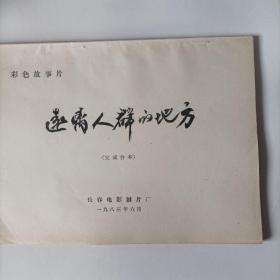 彩色故事片
远离人群的地方
（完成台本）
长春电影制片厂
一九八三年六月